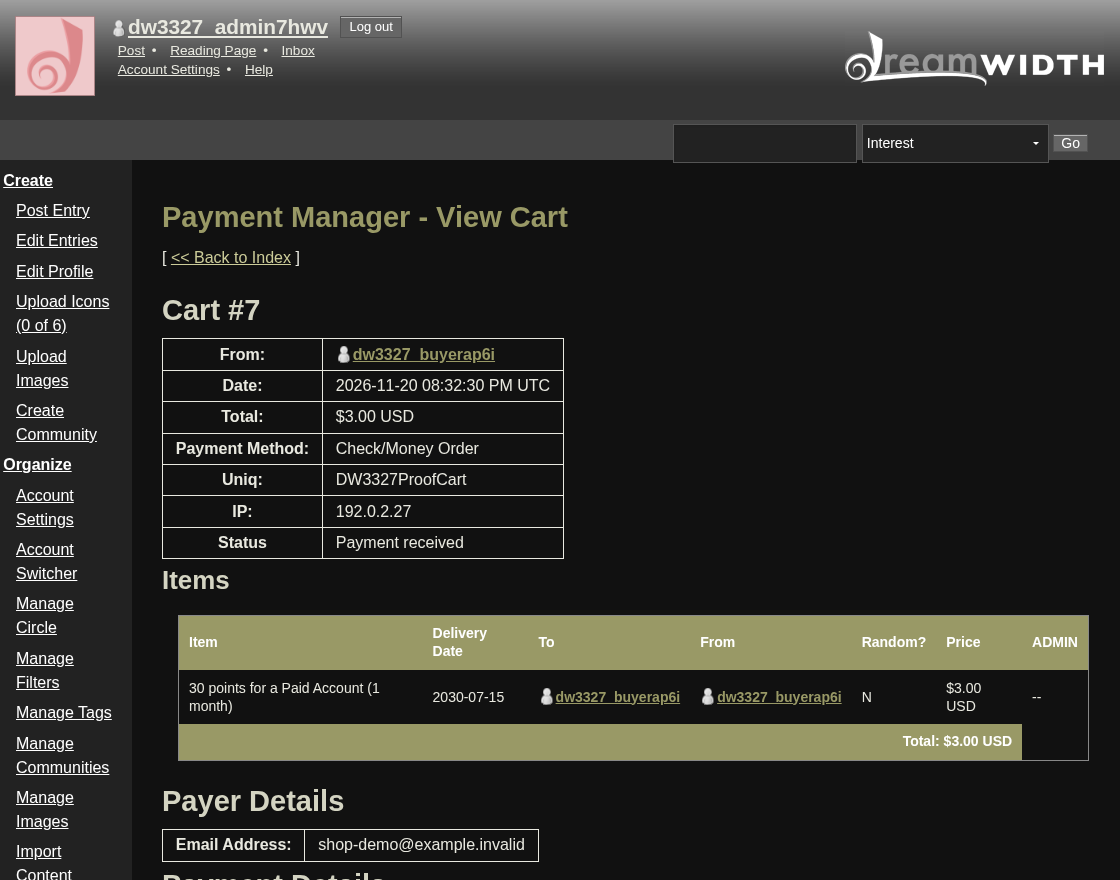 dw3327_admin7hwv Log out
Post • Reading Page • Inbox
Account Settings • Help
dreamWIDTH
Interest Go
Create
Post Entry
Edit Entries
Edit Profile
Upload Icons
(0 of 6)
Upload
Images
Create
Community
Organize
Account
Settings
Account
Switcher
Manage
Circle
Manage
Filters
Manage Tags
Manage
Communities
Manage
Images
Import
Content
Payment Manager - View Cart
[ << Back to Index ]
Cart #7
From: dw3327_buyerap6i
Date: 2026-11-20 08:32:30 PM UTC
Total: $3.00 USD
Payment Method: Check/Money Order
Uniq: DW3327ProofCart
IP: 192.0.2.27
Status Payment received
Items
Item Delivery Date To From Random? Price ADMIN
30 points for a Paid Account (1 month) 2030-07-15 dw3327_buyerap6i dw3327_buyerap6i N $3.00 USD --
Total: $3.00 USD
Payer Details
Email Address: shop-demo@example.invalid
Payment Details